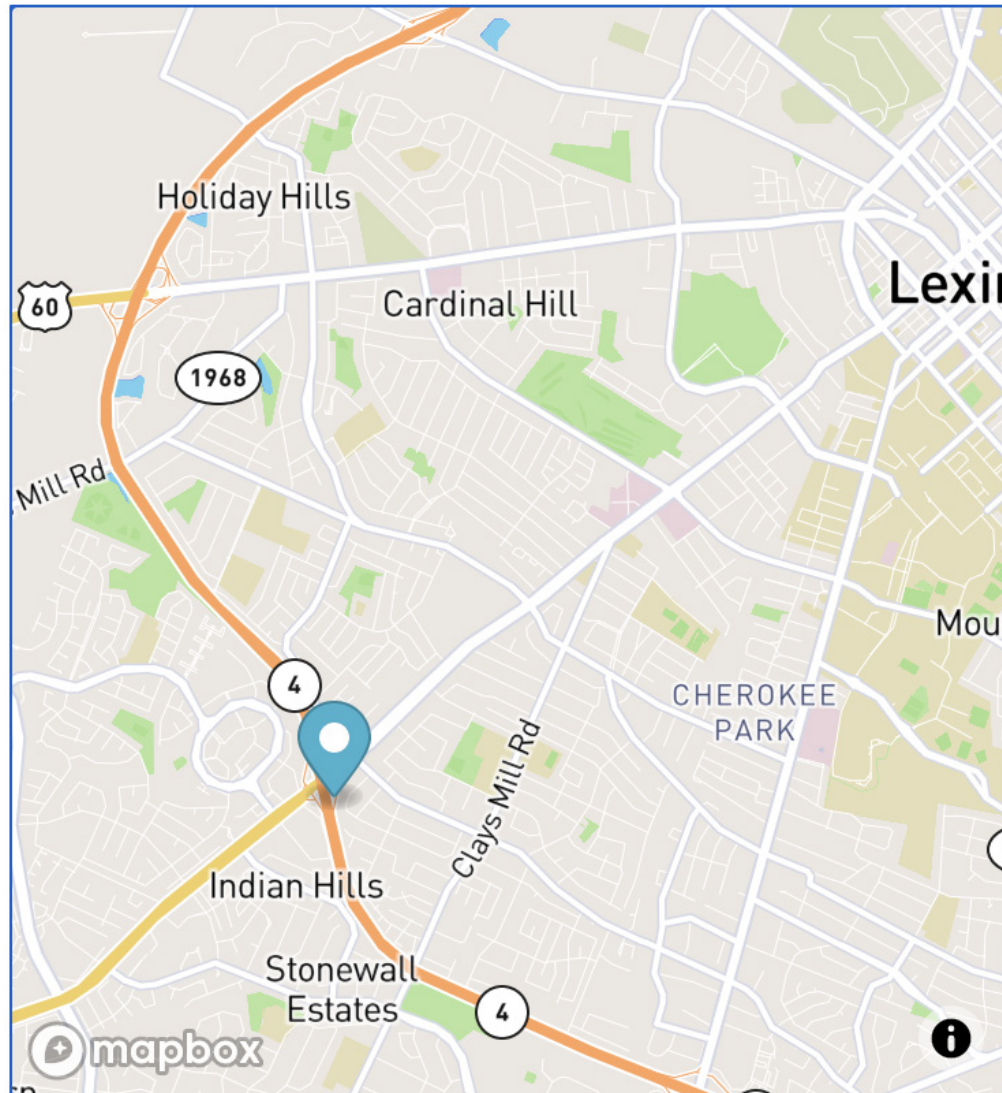 Holiday Hills
60
Lexin
Cardinal Hill
1968
Mill Rd
Mou
4
CHEROKEE
PARK
Clays Mill Rd
Indian Hills
Stonewall
Estates
4
mapbox
i